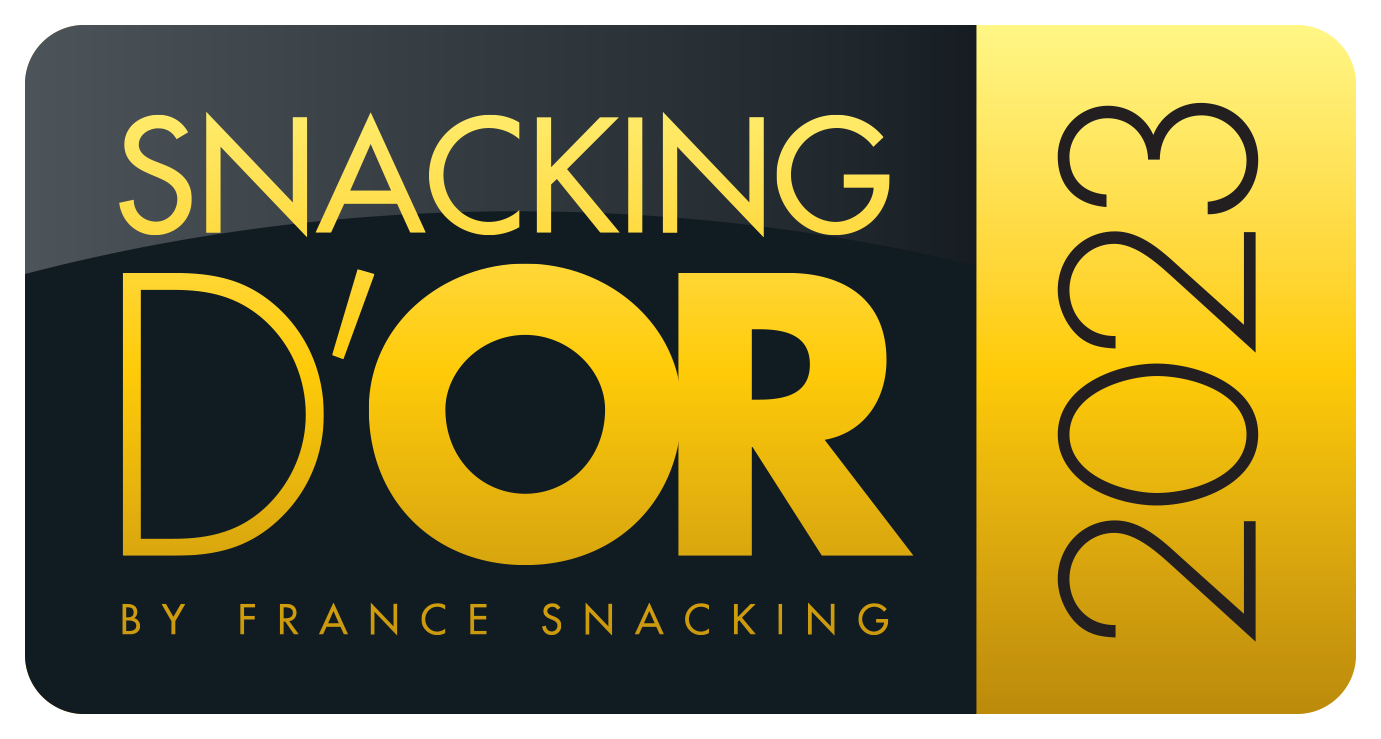 SNACKING
D'OR
BY FRANCE SNACKING
2023